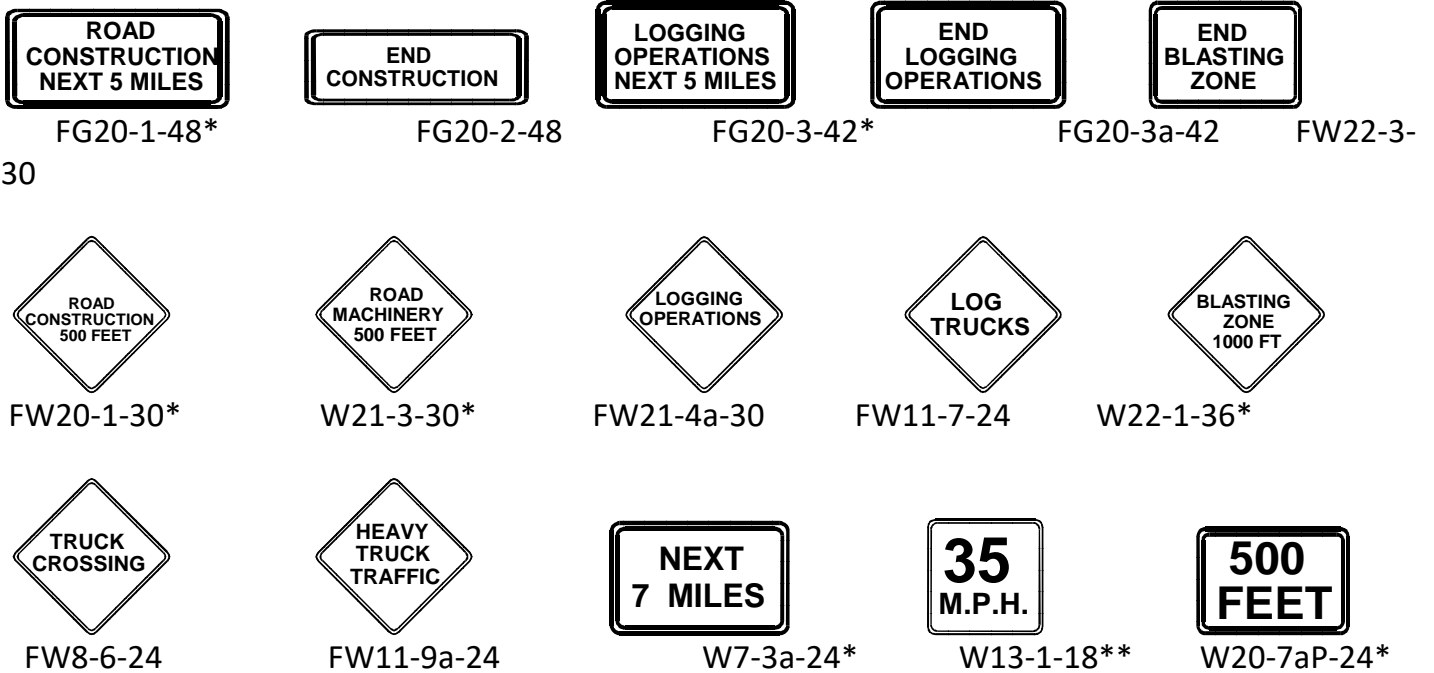 ROAD
CONSTRUCTION
NEXT 5 MILES
END
CONSTRUCTION
LOGGING
OPERATIONS
NEXT 5 MILES
END
LOGGING
OPERATIONS
END
BLASTING
ZONE
FG20-1-48* FG20-2-48 FG20-3-42* FG20-3a-42 FW22-3-
30
ROAD
CONSTRUCTION
500 FEET
ROAD
MACHINERY
500 FEET
LOGGING
OPERATIONS
LOG
TRUCKS
BLASTING
ZONE
1000 FT
FW20-1-30* W21-3-30* FW21-4a-30 FW11-7-24 W22-1-36*
TRUCK
CROSSING
HEAVY
TRUCK
TRAFFIC
NEXT
7 MILES
35
M.P.H.
500
FEET
FW8-6-24 FW11-9a-24 W7-3a-24* W13-1-18** W20-7aP-24*